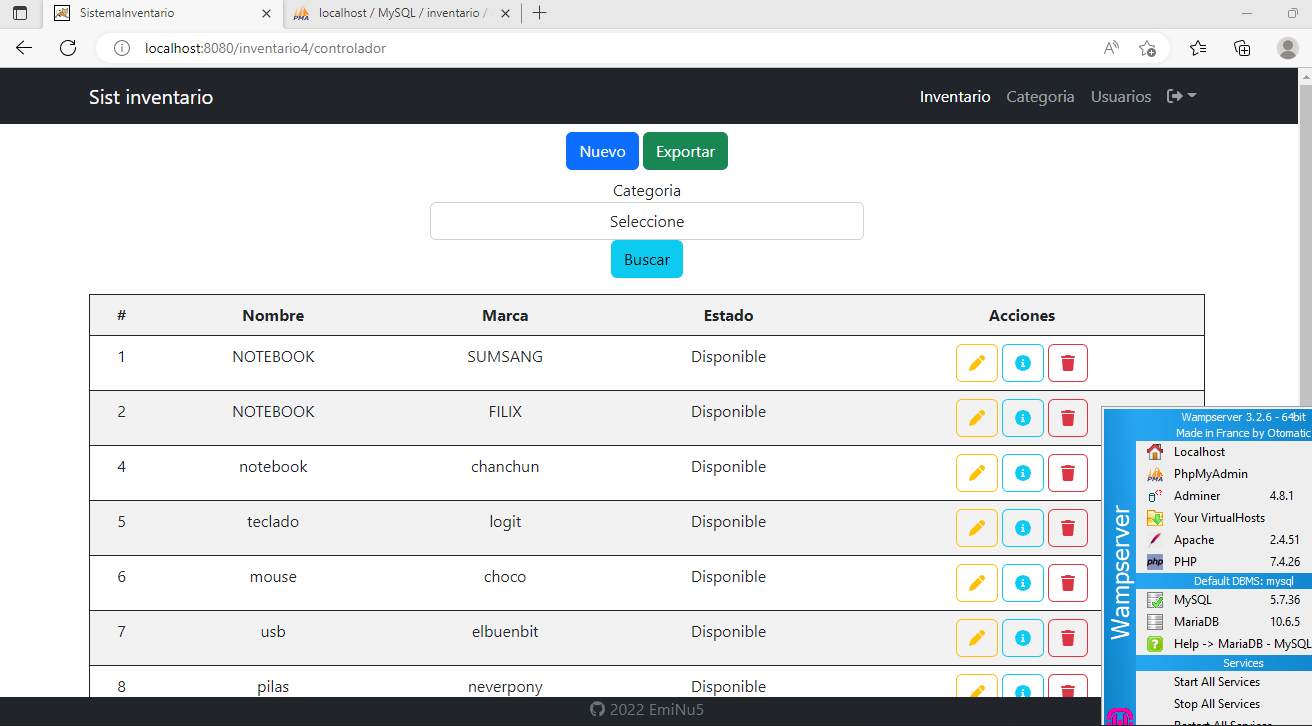 SistemaInventario
localhost / MySQL / inventario /
localhost:8080/inventario4/controlador
Sist inventario
Inventario Categoria Usuarios
Nuevo Exportar
Categoria
Seleccione
Buscar
# Nombre Marca Estado Acciones
1 NOTEBOOK SUMSANG Disponible
2 NOTEBOOK FILIX Disponible
4 notebook chanchun Disponible
5 teclado logit Disponible
6 mouse choco Disponible
7 usb elbuenbit Disponible
8 pilas neverpony Disponible
2022 EmiNu5
Wampserver
Wampserver 3.2.6 - 64bit
Made in France by Otomatic
Localhost
PhpMyAdmin
Adminer 4.8.1
Your VirtualHosts
Apache 2.4.51
PHP 7.4.26
Default DBMS: mysql
MySQL 5.7.36
MariaDB 10.6.5
Help -> MariaDB - MySQL
Services
Start All Services
Stop All Services
Restart All Services